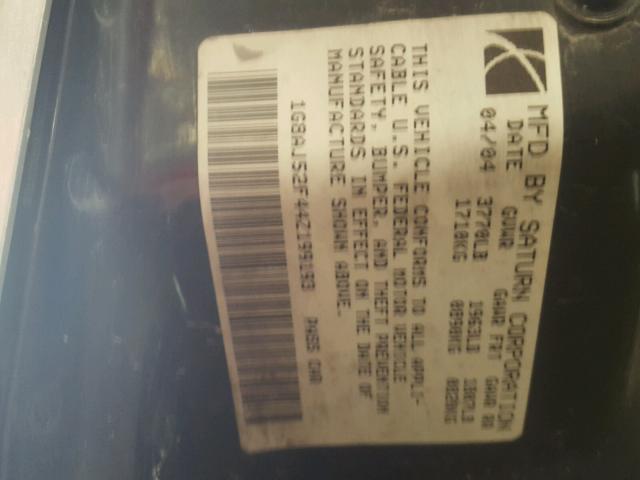 MFD BY SATURN CORPORATION
DATE GVWR GAWR FRT GAWR RR
04/04 3770LB 1963LB 1807LB
1710KG 0890KG 0820KG
THIS VEHICLE CONFORMS TO ALL APPLI-
CABLE U.S. FEDERAL MOTOR VEHICLE
SAFETY, BUMPER, AND THEFT PREVENTION
STANDARDS IN EFFECT ON THE DATE OF
MANUFACTURE SHOWN ABOVE.
1G8AJ52F44Z199193 PASS CAR